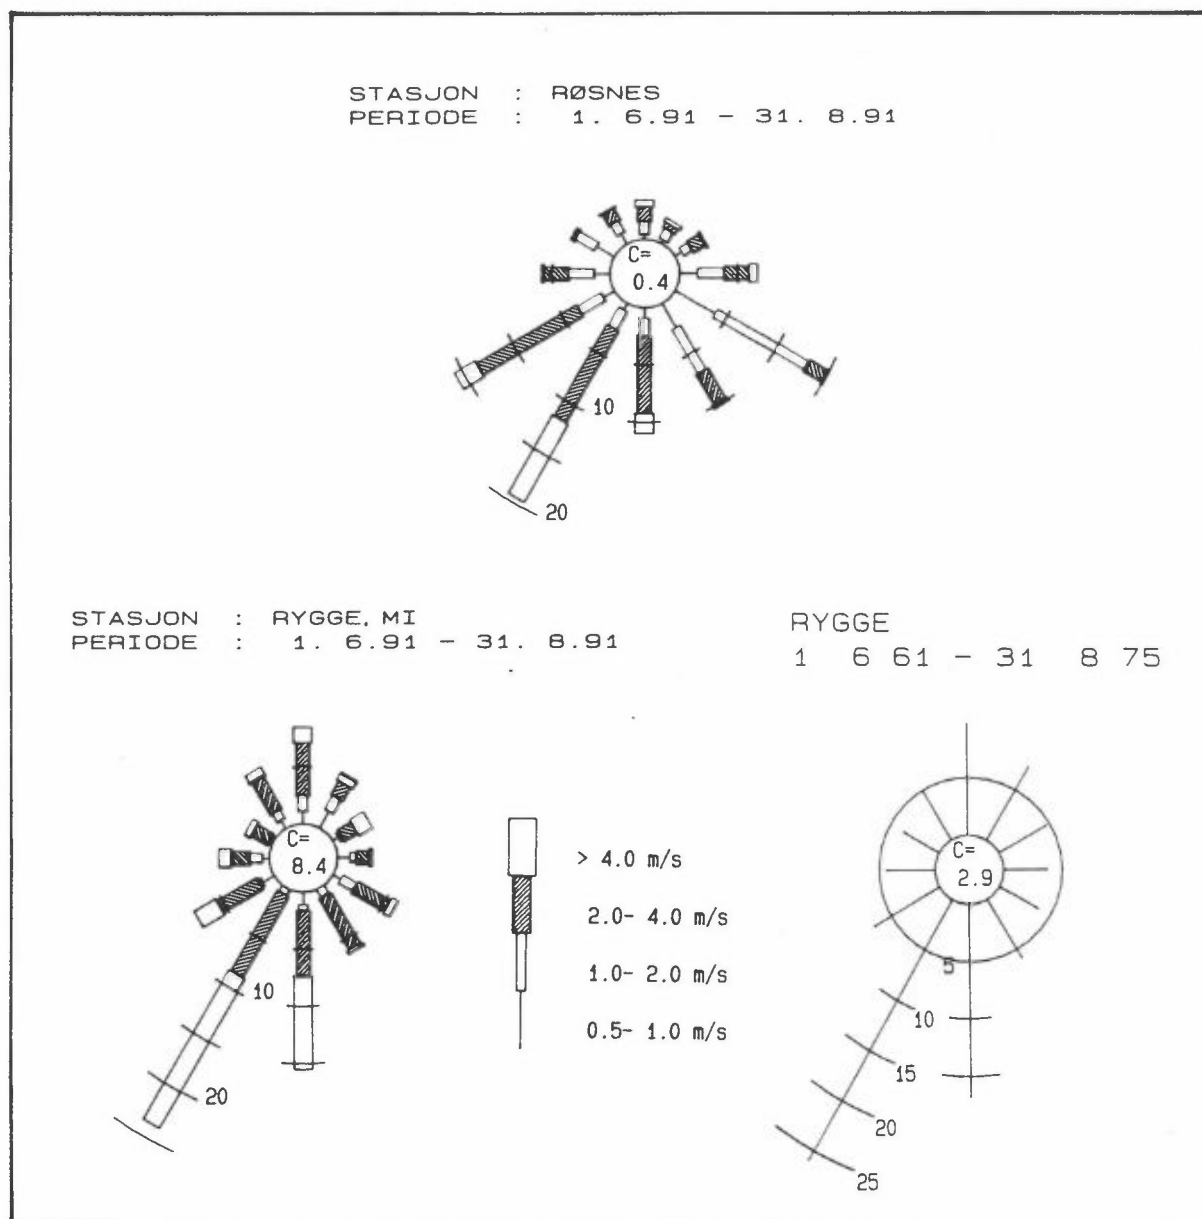 STASJON : RØSNES
PERIODE : 1. 6.91 - 31. 8.91
C=
0.4
10
20
STASJON : RYGGE, MI
PERIODE : 1. 6.91 - 31. 8.91
C=
8.4
10
20
> 4.0 m/s
2.0- 4.0 m/s
1.0- 2.0 m/s
0.5- 1.0 m/s
RYGGE
1 6 61 - 31 8 75
C=
2.9
5
10
15
20
25